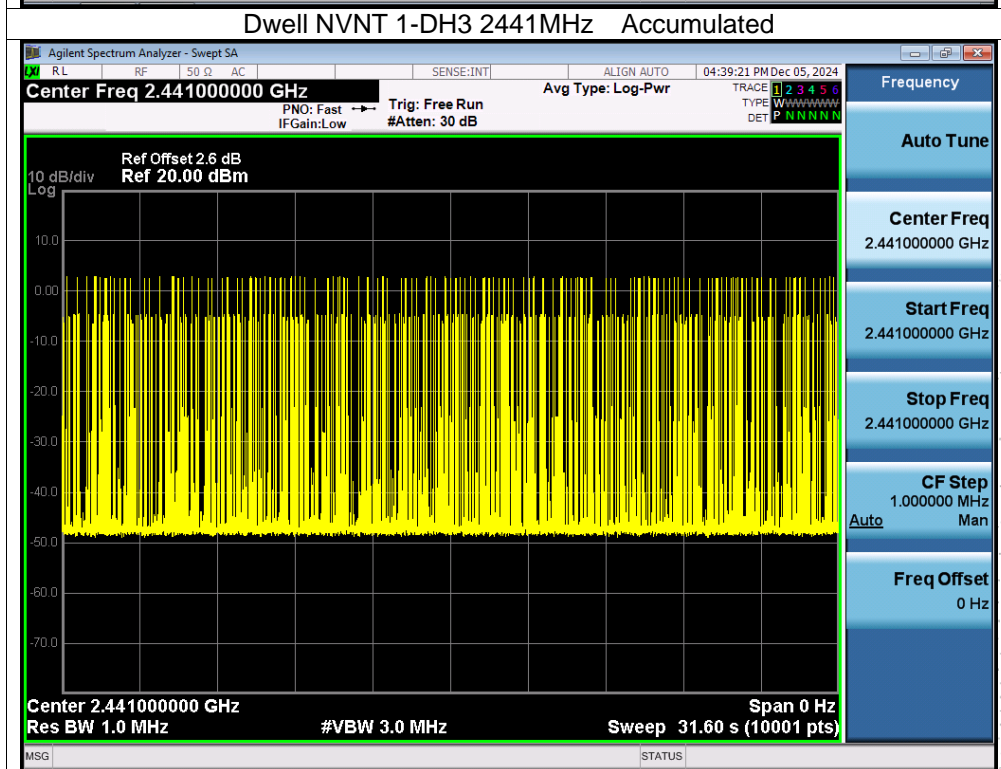 Dwell NVNT 1-DH3 2441MHz Accumulated
Agilent Spectrum Analyzer - Swept SA
LXI RL RF 50 Ω AC SENSE:INT ALIGN AUTO 04:39:21 PM Dec 05, 2024
Center Freq 2.441000000 GHz
PNO: Fast
IFGain:Low
Trig: Free Run
#Atten: 30 dB
Avg Type: Log-Pwr
TRACE 1 2 3 4 5 6
TYPE WWWWWWW
DET P N N N N N
Ref Offset 2.6 dB
10 dB/div Ref 20.00 dBm
Log
10.0
0.00
-10.0
-20.0
-30.0
-40.0
-50.0
-60.0
-70.0
Center 2.441000000 GHz Span 0 Hz
Res BW 1.0 MHz #VBW 3.0 MHz Sweep 31.60 s (10001 pts)
MSG STATUS
Frequency
Auto Tune
Center Freq
2.441000000 GHz
Start Freq
2.441000000 GHz
Stop Freq
2.441000000 GHz
CF Step
1.000000 MHz
Auto Man
Freq Offset
0 Hz